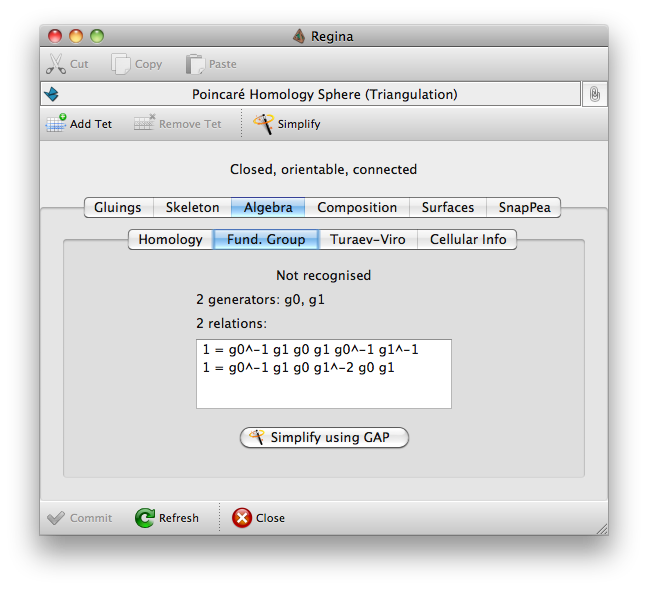 Regina
Cut Copy Paste
Poincaré Homology Sphere (Triangulation)
Add Tet Remove Tet Simplify
Closed, orientable, connected
Gluings Skeleton Algebra Composition Surfaces SnapPea
Homology Fund. Group Turaev-Viro Cellular Info
Not recognised
2 generators: g0, g1
2 relations:
1 = g0^-1 g1 g0 g1 g0^-1 g1^-1
1 = g0^-1 g1 g0 g1^-2 g0 g1
Simplify using GAP
Commit Refresh Close